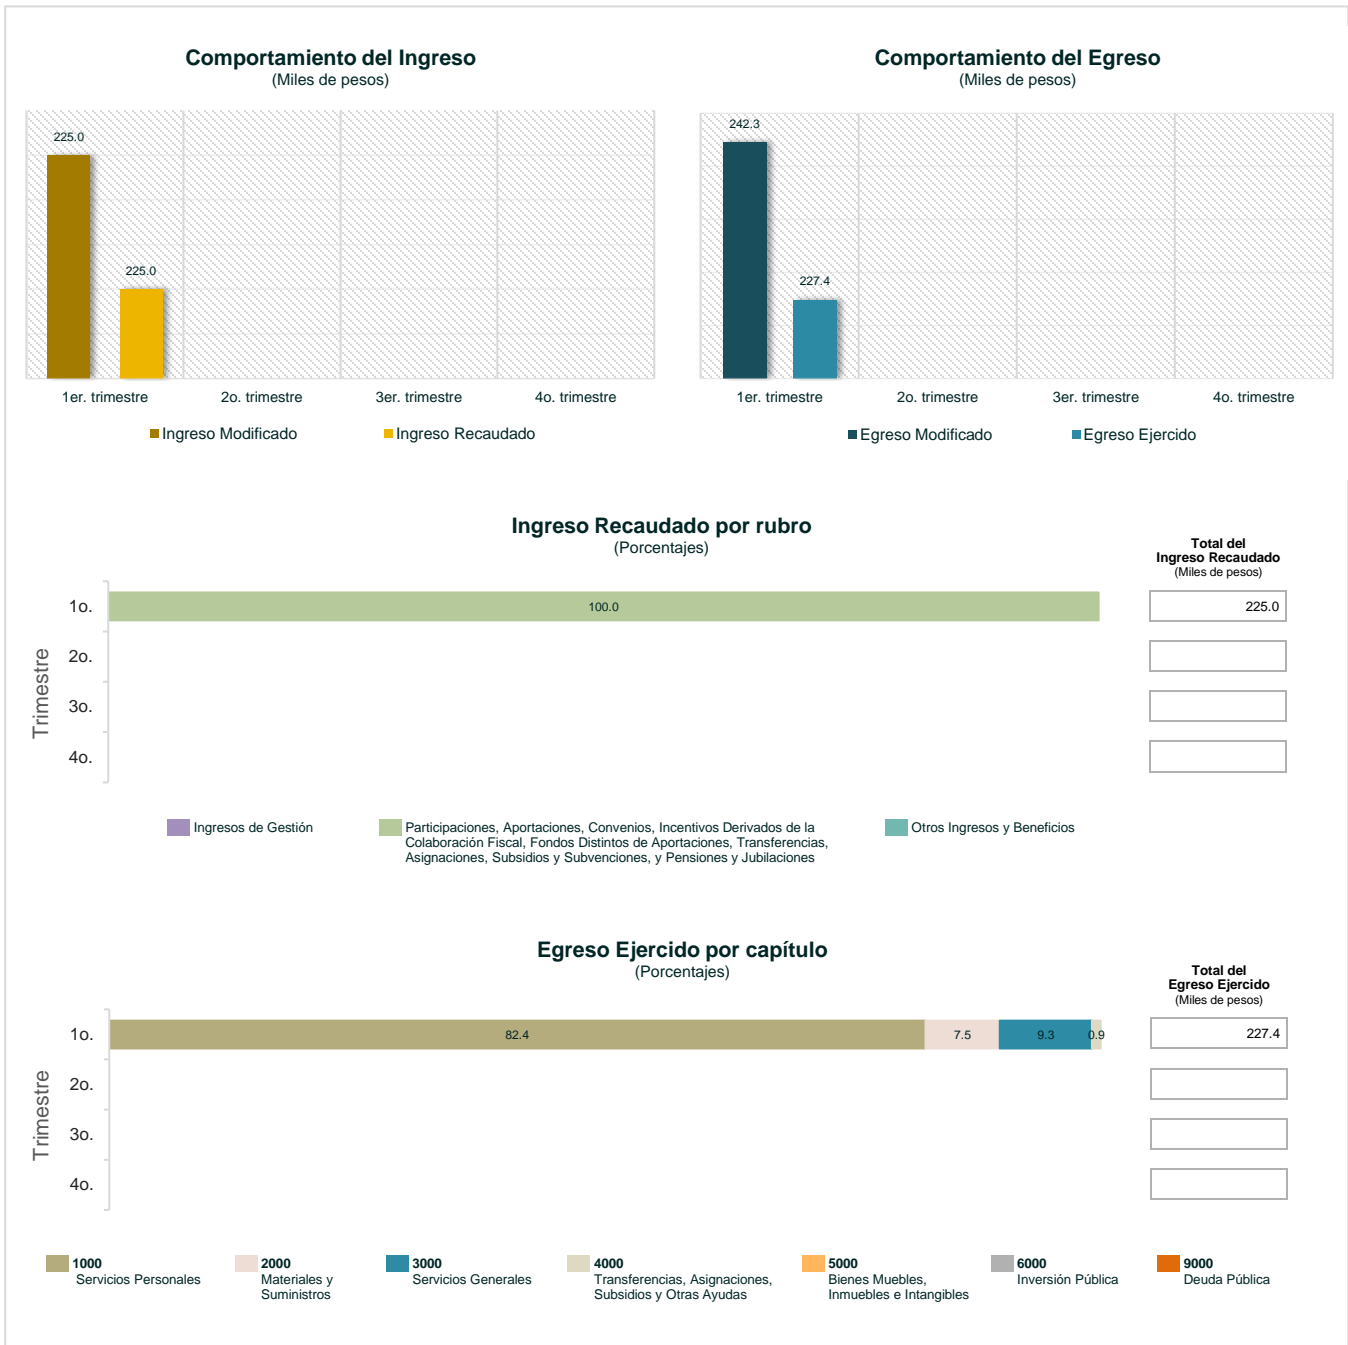 Comportamiento del Ingreso
(Miles de pesos)
225.0
225.0
1er. trimestre
2o. trimestre
3er. trimestre
4o. trimestre
Ingreso Modificado
Ingreso Recaudado
Comportamiento del Egreso
(Miles de pesos)
242.3
227.4
1er. trimestre
2o. trimestre
3er. trimestre
4o. trimestre
Egreso Modificado
Egreso Ejercido
Ingreso Recaudado por rubro
(Porcentajes)
Total del
Ingreso Recaudado
(Miles de pesos)
Trimestre
1o.
100.0
225.0
2o.
3o.
4o.
Ingresos de Gestión
Participaciones, Aportaciones, Convenios, Incentivos Derivados de la
Colaboración Fiscal, Fondos Distintos de Aportaciones, Transferencias,
Asignaciones, Subsidios y Subvenciones, y Pensiones y Jubilaciones
Otros Ingresos y Beneficios
Egreso Ejercido por capítulo
(Porcentajes)
Total del
Egreso Ejercido
(Miles de pesos)
Trimestre
1o.
82.4
7.5
9.3
0.9
227.4
2o.
3o.
4o.
1000
Servicios Personales
2000
Materiales y
Suministros
3000
Servicios Generales
4000
Transferencias, Asignaciones,
Subsidios y Otras Ayudas
5000
Bienes Muebles,
Inmuebles e Intangibles
6000
Inversión Pública
9000
Deuda Pública